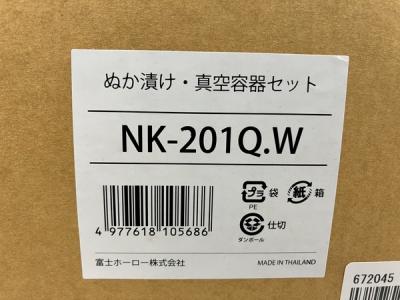 ぬか漬け・真空容器セット
NK-201Q.W
プラ 袋 紙 箱
PE
仕切
ダンボール
4 977618 105686
富士ホーロー株式会社 MADE IN THAILAND
672045